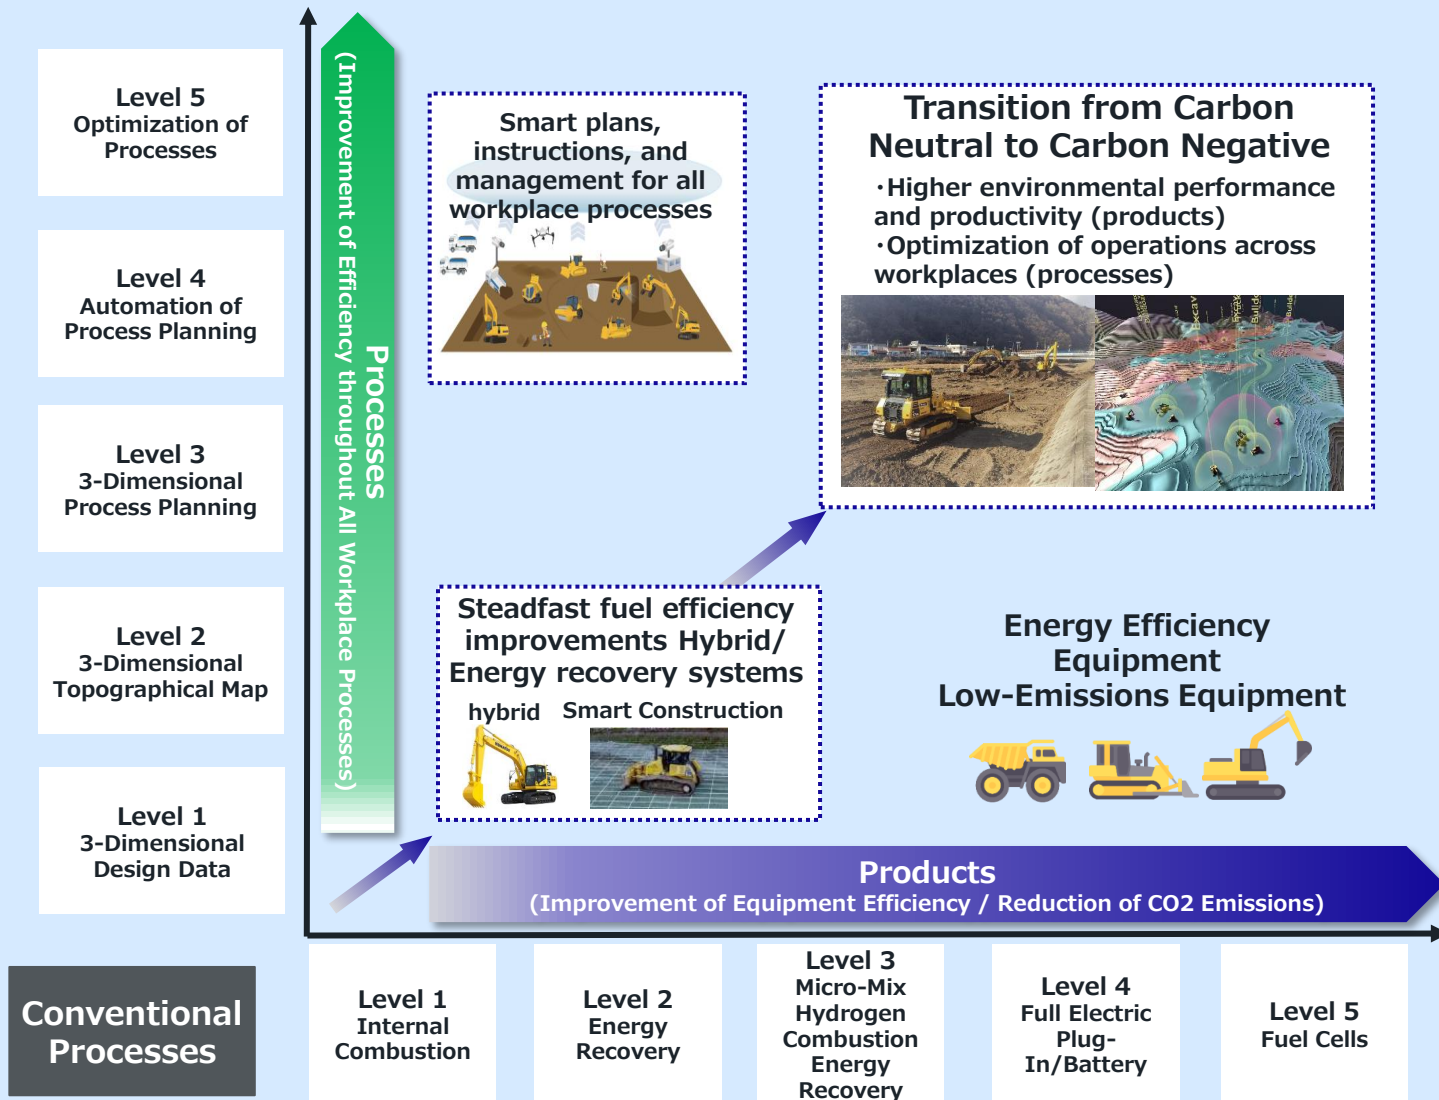 Level 5
Optimization of
Processes
Level 4
Automation of
Process Planning
Level 3
3-Dimensional
Process Planning
Level 2
3-Dimensional
Topographical Map
Level 1
3-Dimensional
Design Data
Processes
(Improvement of Efficiency throughout All Workplace Processes)
Smart plans,
instructions, and
management for all
workplace processes
Transition from Carbon
Neutral to Carbon Negative
・Higher environmental performance
and productivity (products)
・Optimization of operations across
workplaces (processes)
Steadfast fuel efficiency
improvements Hybrid/
Energy recovery systems
hybrid
Smart Construction
Energy Efficiency
Equipment
Low-Emissions Equipment
Products
(Improvement of Equipment Efficiency / Reduction of CO2 Emissions)
Conventional
Processes
Level 1
Internal
Combustion
Level 2
Energy
Recovery
Level 3
Micro-Mix
Hydrogen
Combustion
Energy
Recovery
Level 4
Full Electric
Plug-
In/Battery
Level 5
Fuel Cells